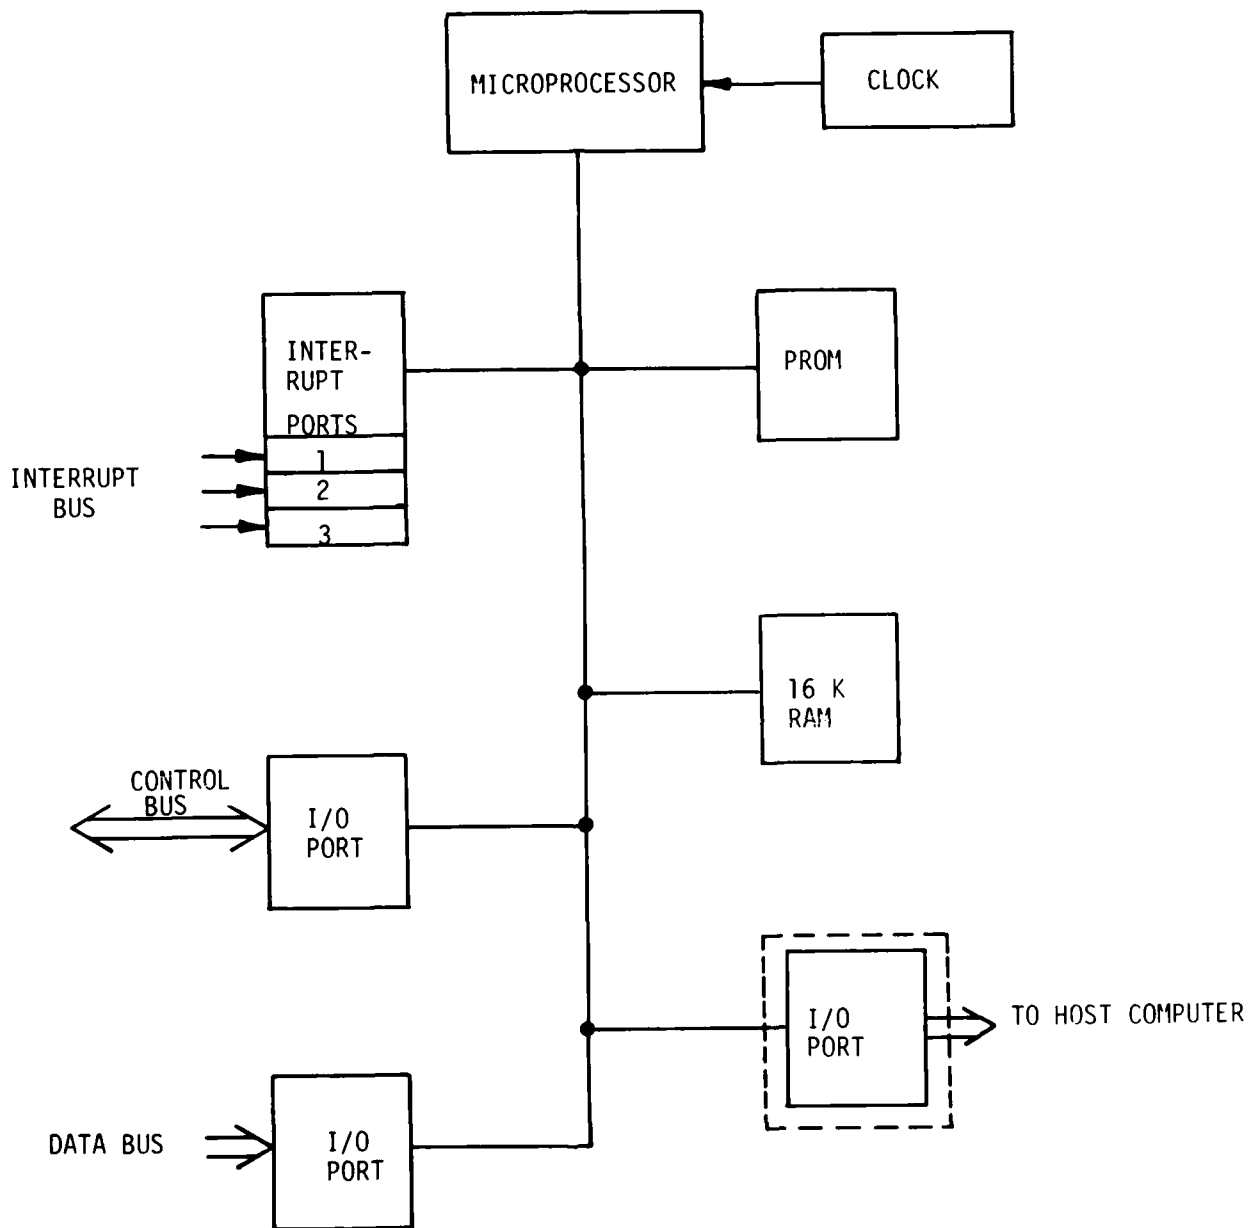 MICROPROCESSOR
CLOCK
INTER-
RUPT
PORTS
1
2
3
INTERRUPT
BUS
PROM
16 K
RAM
CONTROL
BUS
I/O
PORT
I/O
PORT
TO HOST COMPUTER
DATA BUS
I/O
PORT